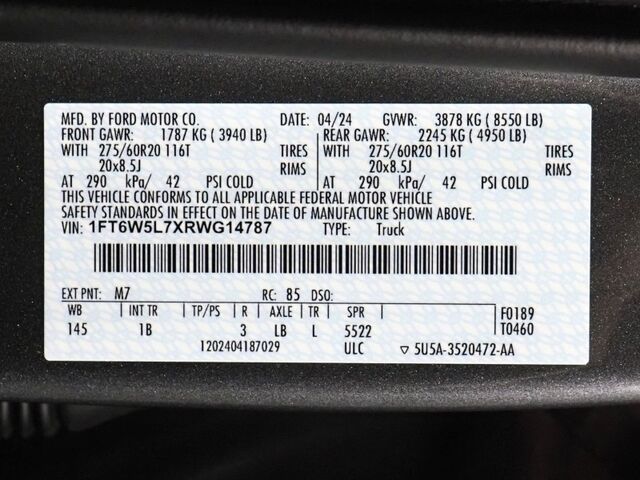 MFD. BY FORD MOTOR CO. DATE: 04/24 GVWR: 3878 KG ( 8550 LB)
FRONT GAWR: 1787 KG ( 3940 LB) REAR GAWR: 2245 KG ( 4950 LB)
WITH 275/60R20 116T TIRES WITH 275/60R20 116T TIRES
20x8.5J RIMS 20x8.5J RIMS
AT 290 kPa/ 42 PSI COLD AT 290 kPa/ 42 PSI COLD
THIS VEHICLE CONFORMS TO ALL APPLICABLE FEDERAL MOTOR VEHICLE
SAFETY STANDARDS IN EFFECT ON THE DATE OF MANUFACTURE SHOWN ABOVE.
VIN: 1FT6W5L7XRWG14787 TYPE: Truck
EXT PNT: M7 RC: 85 DSO:
WB INT TR TP/PS R AXLE TR SPR F0189
145 1B 3 LB L 5522 T0460
1202404187029 ULC ▽ 5U5A-3520472-AA